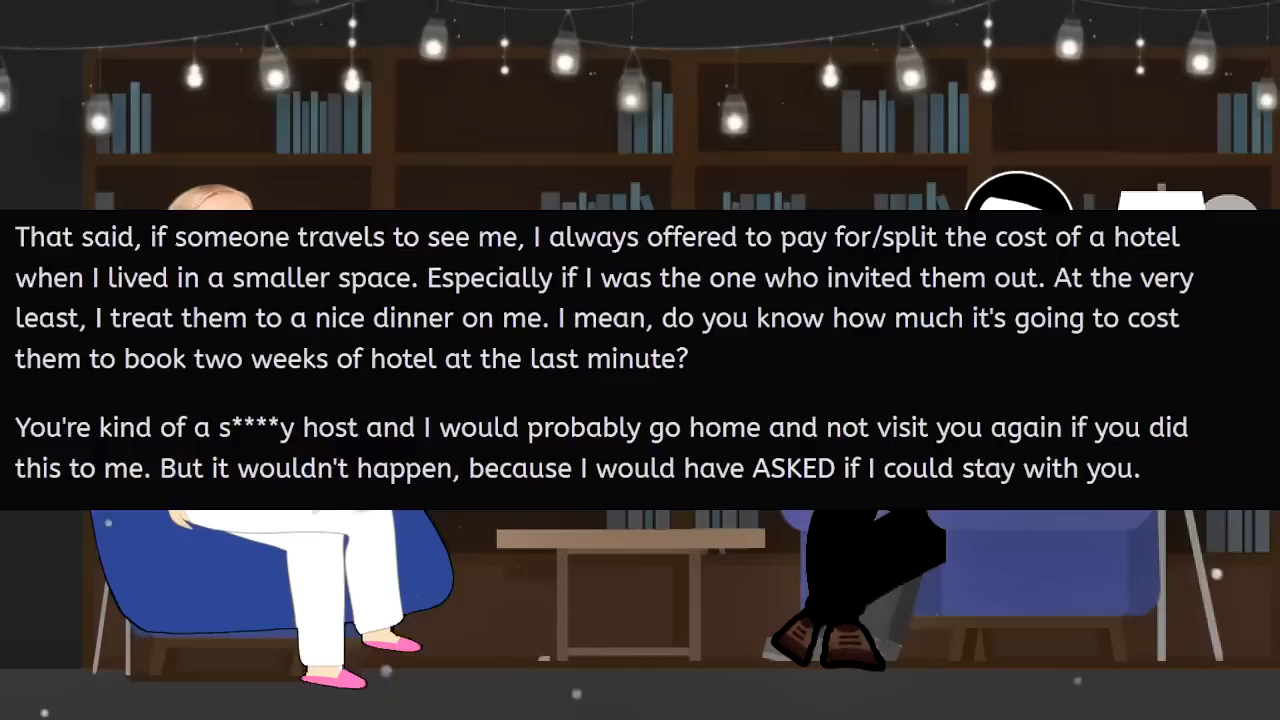 That said, if someone travels to see me, I always offered to pay for/split the cost of a hotel
when I lived in a smaller space. Especially if I was the one who invited them out. At the very
least, I treat them to a nice dinner on me. I mean, do you know how much it's going to cost
them to book two weeks of hotel at the last minute?
You're kind of a s****y host and I would probably go home and not visit you again if you did
this to me. But it wouldn't happen, because I would have ASKED if I could stay with you.